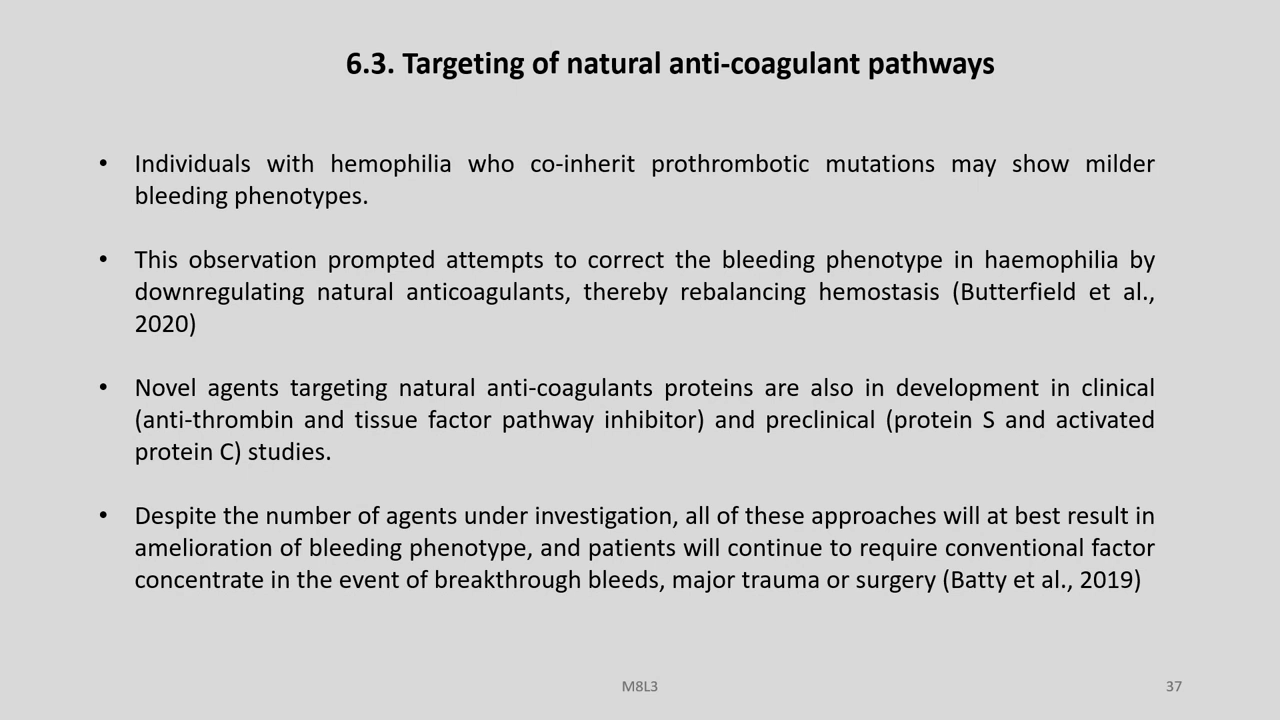 6.3. Targeting of natural anti-coagulant pathways
• Individuals with hemophilia who co-inherit prothrombotic mutations may show milder
bleeding phenotypes.
• This observation prompted attempts to correct the bleeding phenotype in haemophilia by
downregulating natural anticoagulants, thereby rebalancing hemostasis (Butterfield et al.,
2020)
• Novel agents targeting natural anti-coagulants proteins are also in development in clinical
(anti-thrombin and tissue factor pathway inhibitor) and preclinical (protein S and activated
protein C) studies.
• Despite the number of agents under investigation, all of these approaches will at best result in
amelioration of bleeding phenotype, and patients will continue to require conventional factor
concentrate in the event of breakthrough bleeds, major trauma or surgery (Batty et al., 2019)
M8L3
37